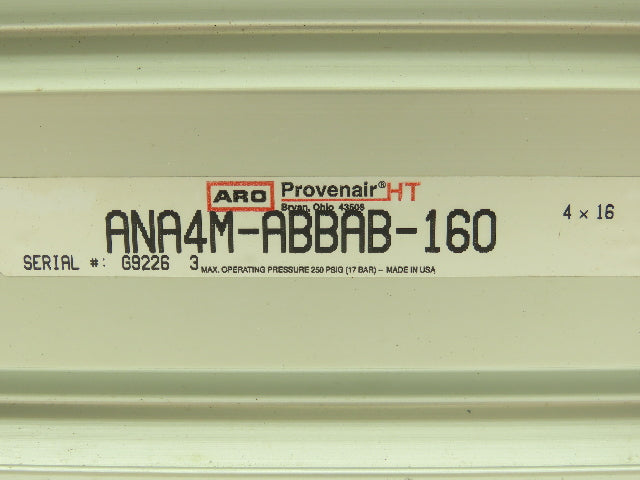 ARO Provenair® HT
Bryan, Ohio 43506
ANA4M-ABBAB-160 4 x 16
SERIAL #: G9226 3
MAX. OPERATING PRESSURE 250 PSIG (17 BAR) – MADE IN USA